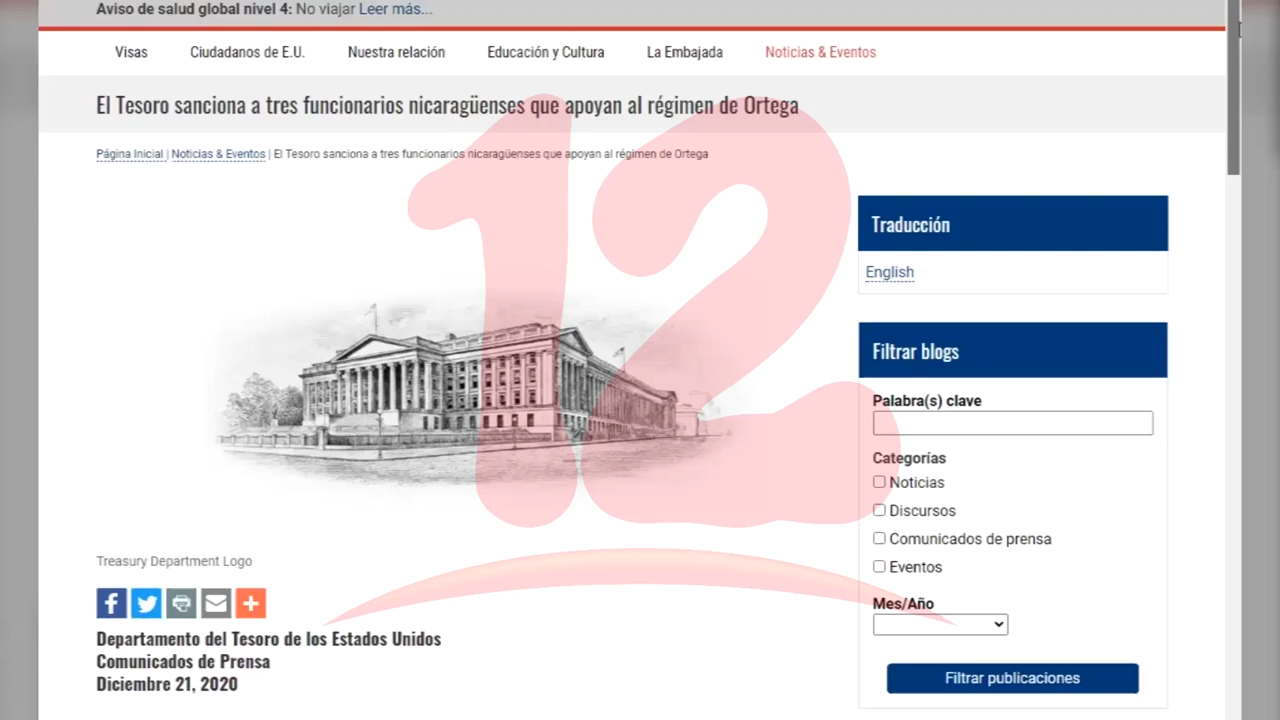 Aviso de salud global nivel 4: No viajar Leer más...
Visas Ciudadanos de E.U. Nuestra relación Educación y Cultura La Embajada Noticias & Eventos
El Tesoro sanciona a tres funcionarios nicaragüenses que apoyan al régimen de Ortega
Página Inicial | Noticias & Eventos | El Tesoro sanciona a tres funcionarios nicaragüenses que apoyan al régimen de Ortega
12
Traducción
English
Filtrar blogs
Palabra(s) clave
Categorías
Noticias
Discursos
Comunicados de prensa
Eventos
Mes/Año
Filtrar publicaciones
Treasury Department Logo
Departamento del Tesoro de los Estados Unidos
Comunicados de Prensa
Diciembre 21, 2020